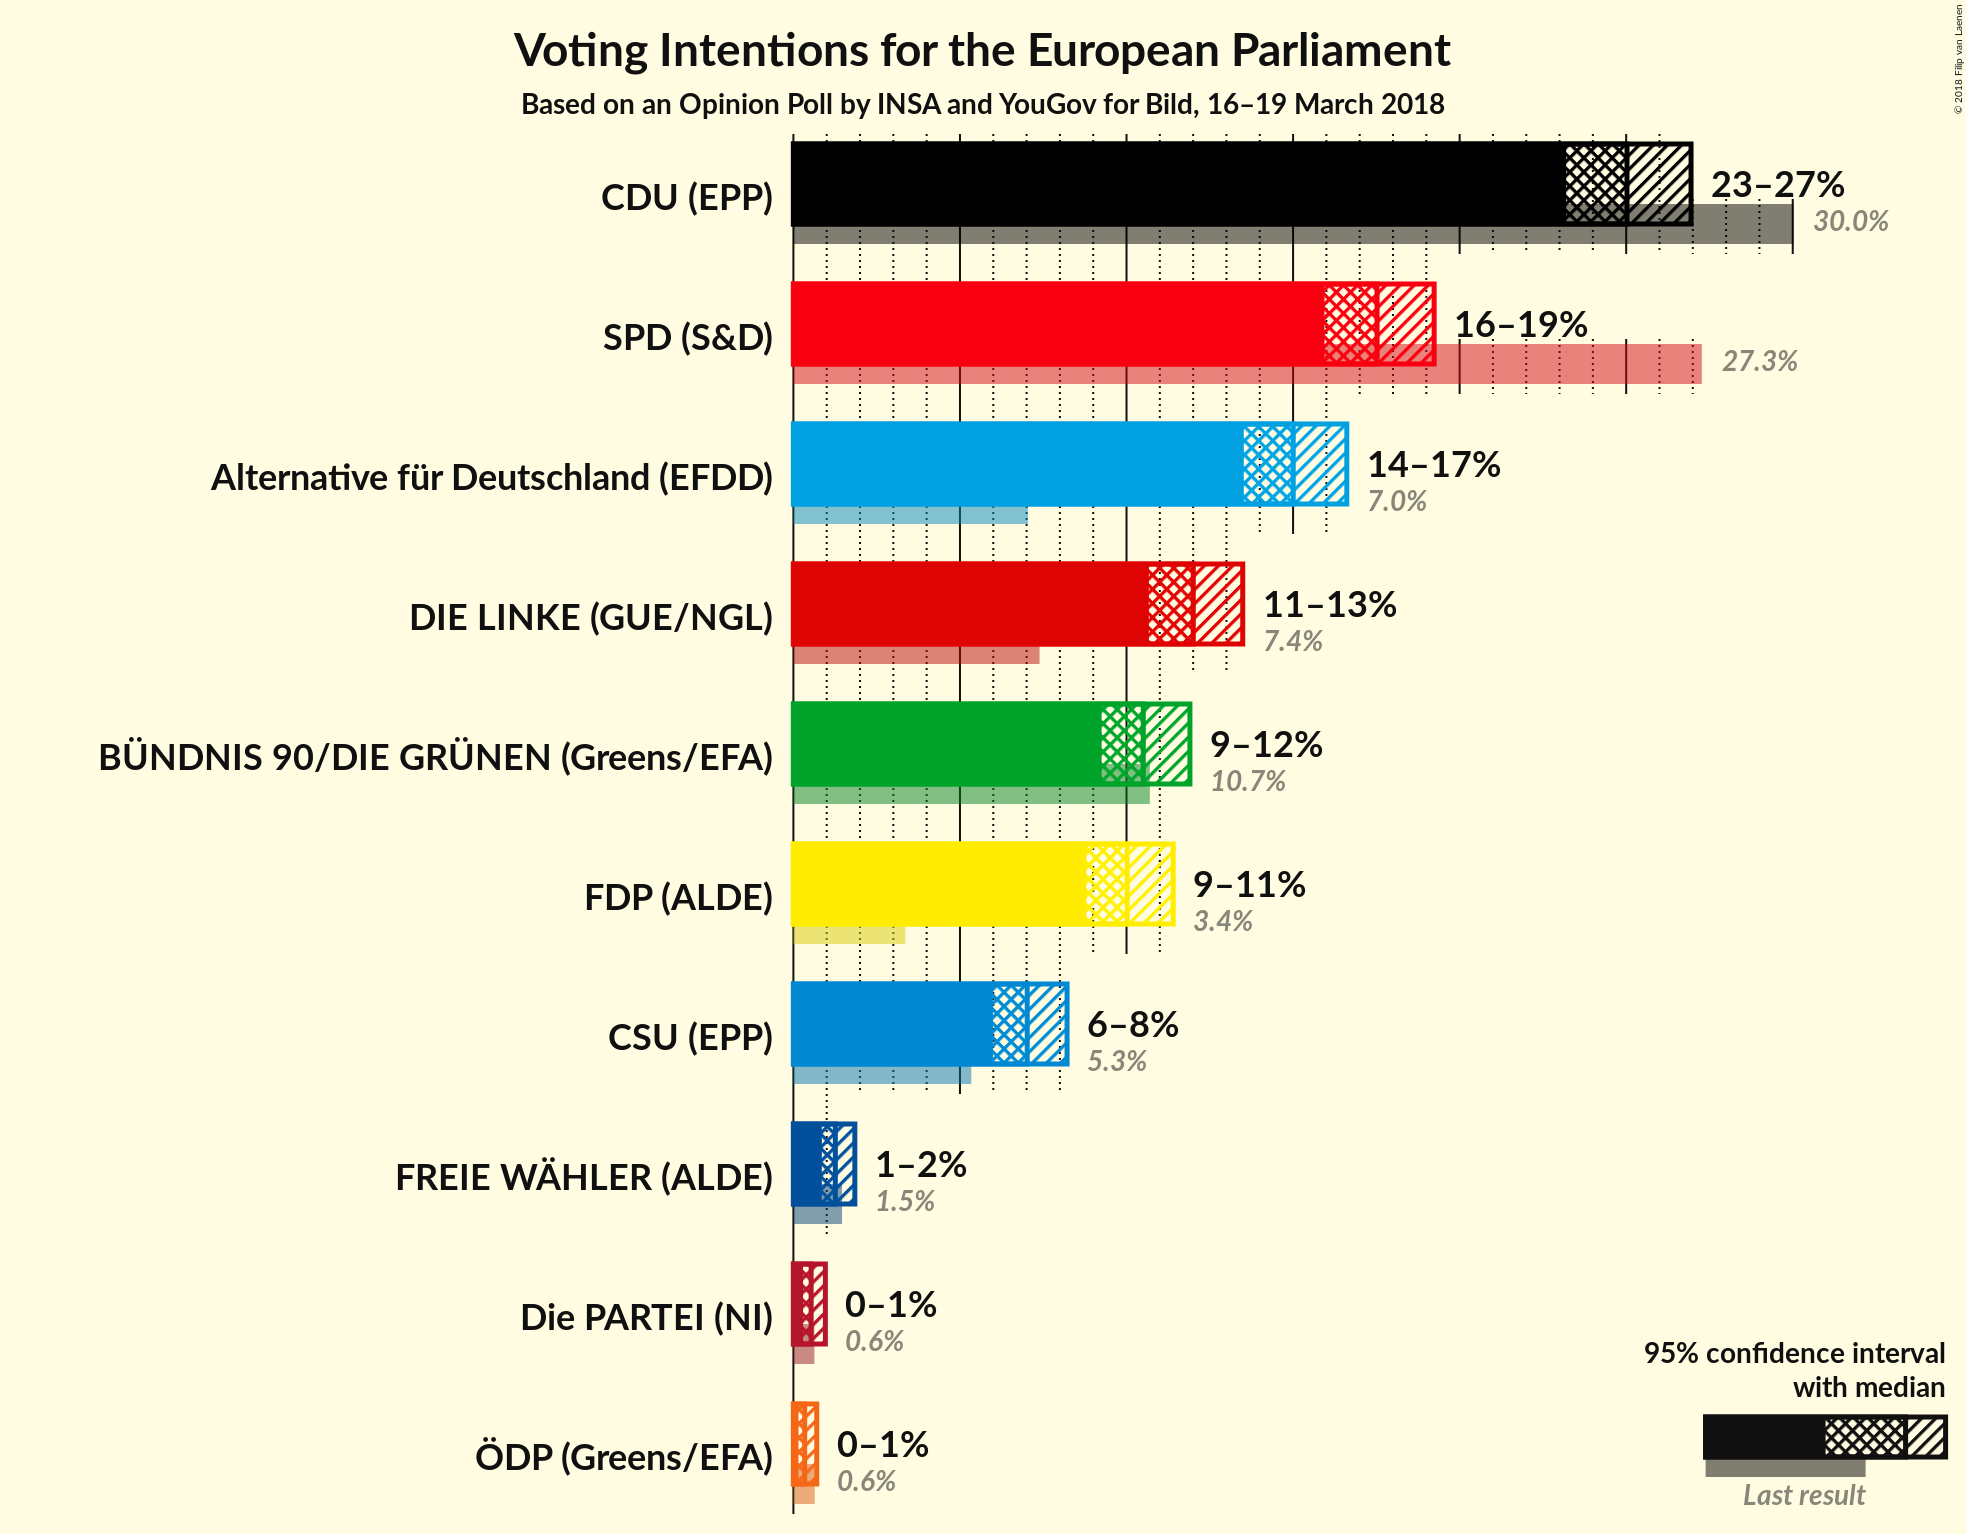 Voting Intentions for the European Parliament
Based on an Opinion Poll by INSA and YouGov for Bild, 16–19 March 2018
© 2018 Filip van Laenen
CDU (EPP)
23–27%
30.0%
SPD (S&D)
16–19%
27.3%
Alternative für Deutschland (EFDD)
14–17%
7.0%
DIE LINKE (GUE/NGL)
11–13%
7.4%
BÜNDNIS 90/DIE GRÜNEN (Greens/EFA)
9–12%
10.7%
FDP (ALDE)
9–11%
3.4%
CSU (EPP)
6–8%
5.3%
FREIE WÄHLER (ALDE)
1–2%
1.5%
Die PARTEI (NI)
0–1%
0.6%
ÖDP (Greens/EFA)
0–1%
0.6%
95% confidence interval
with median
Last result